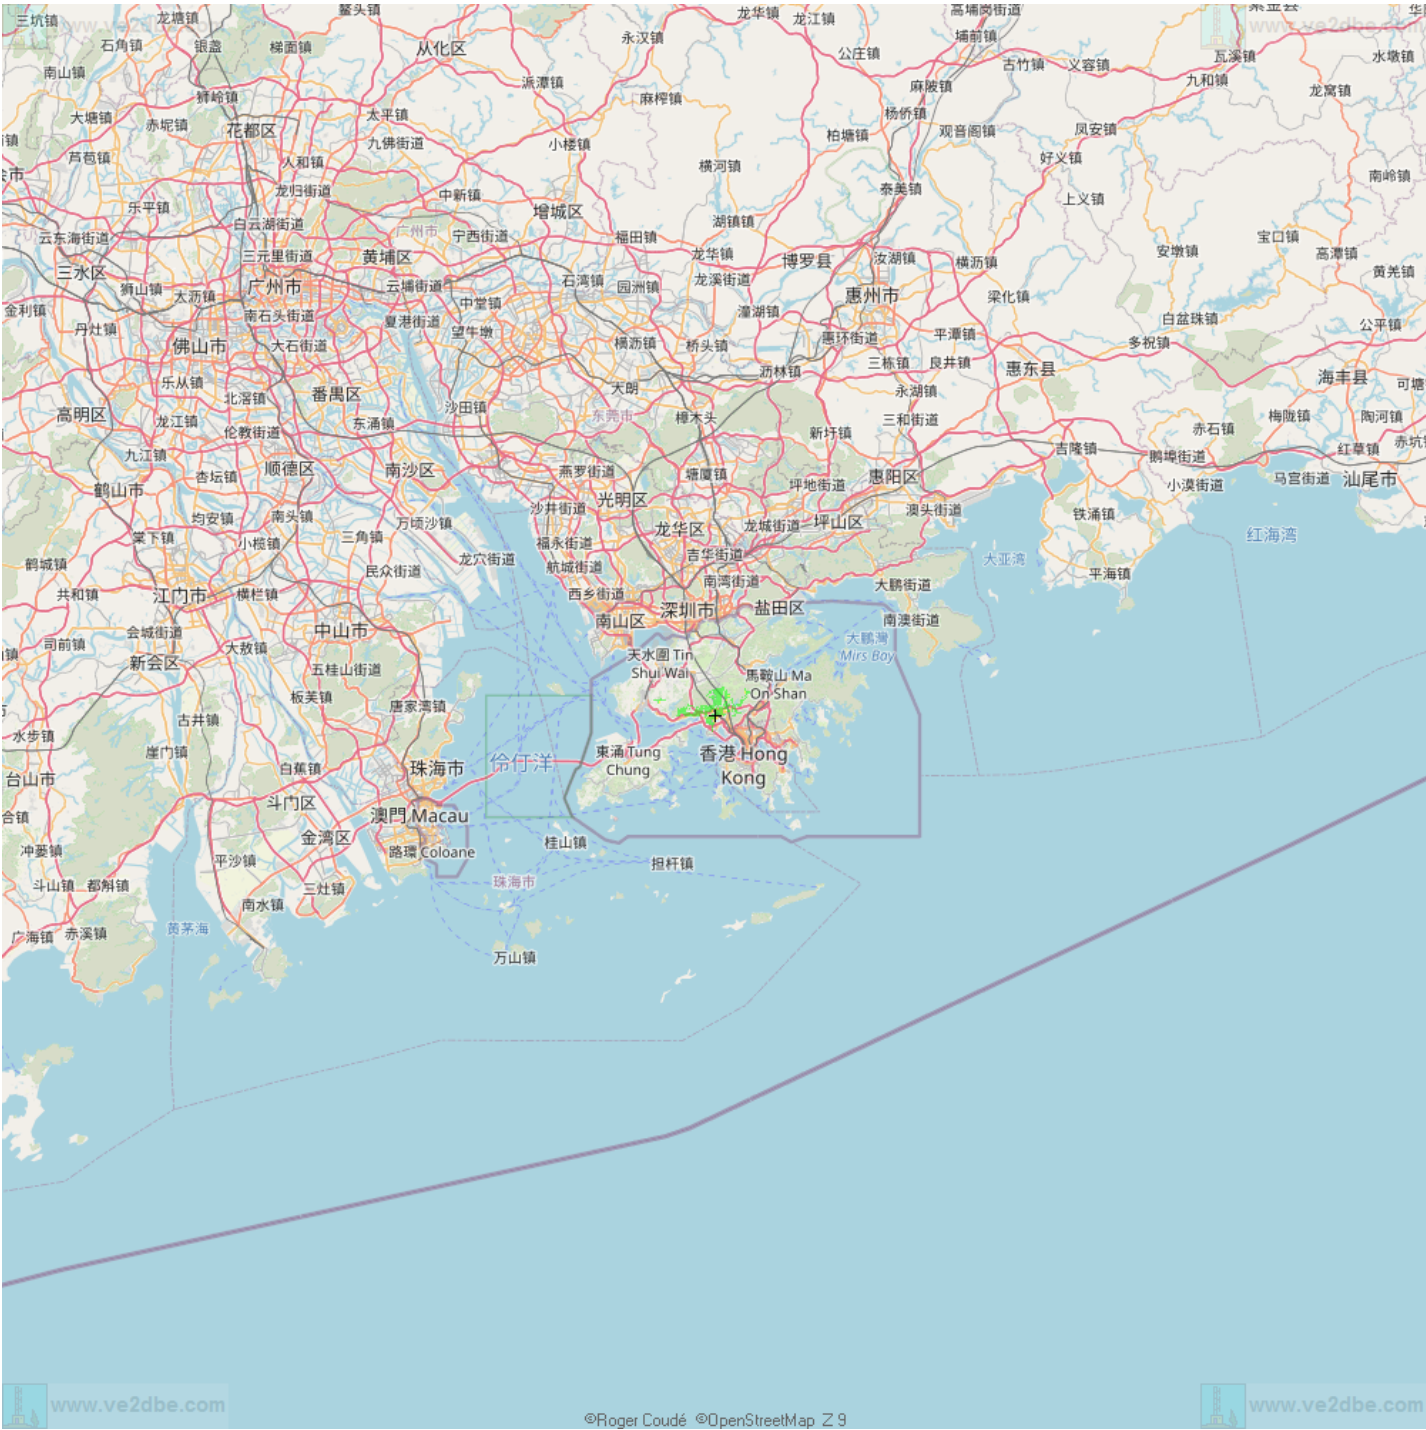 三坑镇
龙塘镇
鳌头镇
龙华镇
龙江镇
高埔岗街道
www.ve2dbe.com
石角镇
银盏
梯面镇
从化区
永汉镇
公庄镇
埔前镇
瓦溪镇
水墩镇
南山镇
狮岭镇
派潭镇
麻榨镇
麻陂镇
古竹镇
义容镇
九和镇
龙窝镇
大塘镇
赤坭镇
花都区
太平镇
九佛街道
小楼镇
柏塘镇
杨侨镇
观音阁镇
凤安镇
芦苞镇
人和镇
横河镇
好义镇
南岭镇
乐平镇
龙归街道
中新镇
增城区
泰美镇
上义镇
白云湖街道
广州市
宁西街道
福田镇
湖镇镇
云东海街道
三元里街道
黄埔区
龙华镇
博罗县
汝湖镇
横沥镇
安墩镇
宝口镇
高潭镇
三水区
狮山镇
太沥镇
广州市
云埔街道
石湾镇
园洲镇
龙溪街道
黄羌镇
金利镇
丹灶镇
南石头街道
夏港街道
中堂镇
望牛墩
潼湖镇
惠州市
梁化镇
白盆珠镇
公平镇
佛山市
大石街道
横沥镇
桥头镇
惠环街道
平潭镇
多祝镇
乐从镇
番禺区
大朗
沥林镇
三栋镇
良井镇
惠东县
海丰县
可塘
高明区
北滘镇
龙江镇
伦教街道
东涌镇
沙田镇
东莞市
樟木头
永湖镇
三和街道
新圩镇
赤石镇
梅陇镇
陶河镇
九江镇
杏坛镇
顺德区
南沙区
燕罗街道
塘厦镇
坪地街道
惠阳区
吉隆镇
鹅埠街道
红草镇
赤坑
小漠街道
马宫街道
汕尾市
鹤山市
均安镇
南头镇
万顷沙镇
沙井街道
光明区
龙华区
龙城街道
坪山区
澳头街道
铁涌镇
棠下镇
小榄镇
三角镇
龙穴街道
福永街道
吉华街道
大亚湾
红海湾
鹤城镇
民众街道
航城街道
南湾街道
大鹏街道
平海镇
共和镇
江门市
横栏镇
西乡街道
深圳市
盐田区
会城街道
中山市
南山区
南澳街道
司前镇
新会区
大敖镇
五桂山街道
天水圍 Tin
Shui Wai
馬鞍山 Ma
On Shan
大鵬灣
Mirs Bay
板芙镇
古井镇
唐家湾镇
水步镇
崖门镇
白蕉镇
珠海市
伶仃洋
東涌 Tung
Chung
香港 Hong
Kong
台山市
斗门区
澳門 Macau
合镇
冲蒌镇
金湾区
平沙镇
路環 Coloane
桂山镇
担杆镇
斗山镇
都斛镇
三灶镇
珠海市
南水镇
广海镇
赤溪镇
黄茅海
万山镇
www.ve2dbe.com
©Roger Coudé ©OpenStreetMap Z 9
www.ve2dbe.com